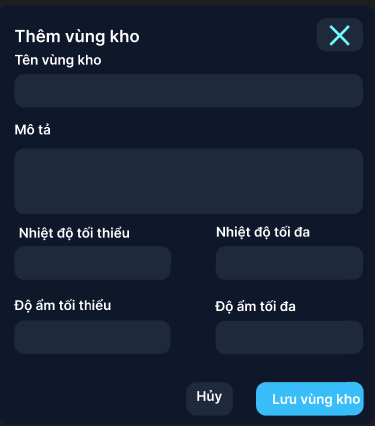 Thêm vùng kho
Tên vùng kho
Mô tả
Nhiệt độ tối thiểu
Nhiệt độ tối đa
Độ ẩm tối thiểu
Độ ẩm tối đa
Hủy
Lưu vùng kho